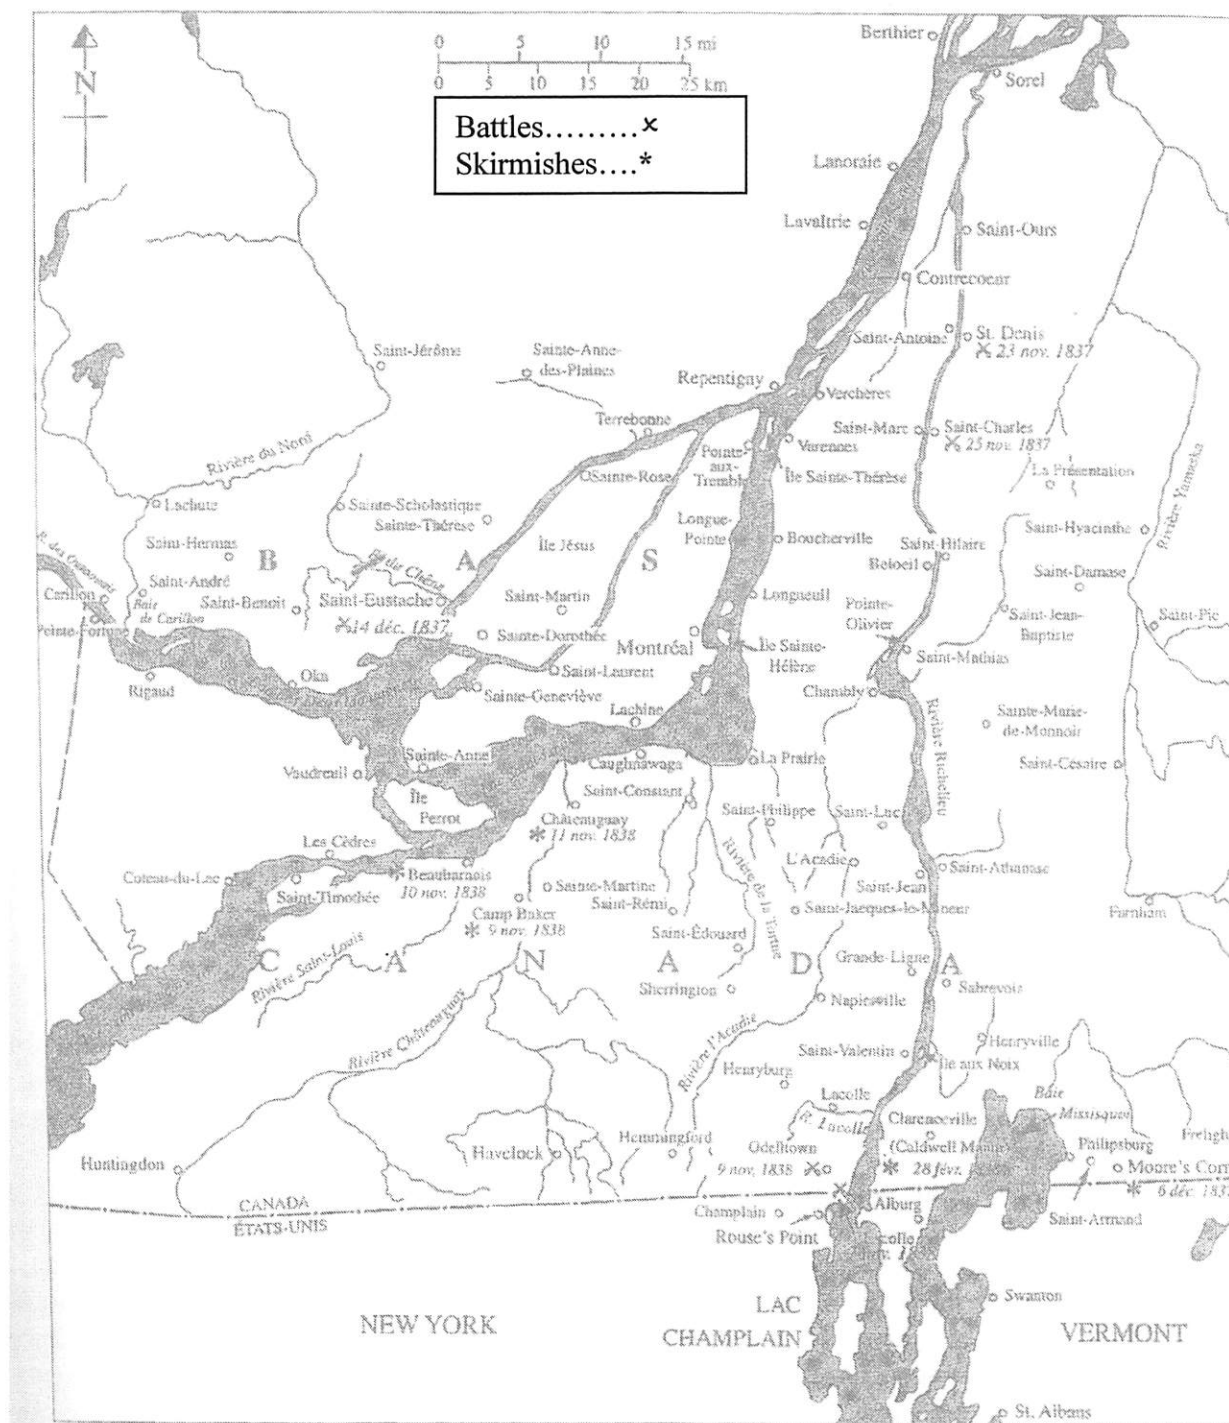 N
0 5 10 15 mi
0 5 10 15 20 25 km
Battles.........x
Skirmishes....*
Berthier
Sorel
Lanoraie
Lavaltrie
Saint-Ours
Contrecoeur
Saint-Antoine
St. Denis
23 nov. 1837
Saint-Jérôme
Sainte-Anne-
des-Plaines
Repentigny
Verchères
Terrebonne
Saint-Marc
Saint-Charles
25 nov. 1837
Varennes
Pointe-
aux-
Île Sainte-Thérèse
La Présentation
Rivière du Nord
Sainte-Rose
Rivière Yamaska
Lachute
Sainte-Scholastique
Sainte-Thérèse
Longue-
Pointe
Boucherville
Saint-Hyacinthe
Saint-Hermas
B A S
Île Jésus
Saint-Hilaire
Beloeil
Saint-Damase
Saint-André
Carillon
Baie
de Carillon
Saint-Benoit
Saint-Eustache
14 déc. 1837
Saint-Martin
Longueuil
Pointe-
Olivier
Saint-Jean-
Baptiste
Saint-Pic
Pointe-Fortune
Sainte-Dorothée
Montréal
Île Sainte-
Hélène
Saint-Mathias
Rigaud
Oka
Saint-Laurent
Sainte-Geneviève
Chambly
Lachine
Rivière Richelieu
Sainte-Marie-
de-Monnoir
Vaudreuil
Sainte-Anne
Caughnawaga
La Prairie
Saint-Césaire
Île
Perrot
Saint-Constant
Châteauguay
11 nov. 1838
Saint-Philippe
Saint-Luc
Les Cèdres
Rivière de la Tortue
L'Acadie
Saint-Athanase
Coteau-du-Lac
Saint-Timothée
Beauharnois
10 nov. 1838
Sainte-Martine
Saint-Rémi
Saint-Jean
Saint-Jacques-le-Mineur
Farnham
Camp Baker
9 nov. 1838
Saint-Édouard
Grande-Ligne
C A N A D A
Rivière Saint-Louis
Sherrington
Sabrevois
Napierville
Rivière Châteauguay
Rivière l'Acadie
Saint-Valentin
Henryville
Île aux Noix
Henryburg
Lacolle
R. Lacolle
Clarenceville
(Caldwell Manor)
28 févr.
Baie
Missisquoi
Huntingdon
Havelock
Hemmingford
Odelltown
9 nov. 1838
Philipsburg
Moore's Corn
6 déc. 183
CANADA
ÉTATS-UNIS
Champlain
Alburg
Saint-Armand
Rouse's Point
NEW YORK
LAC
CHAMPLAIN
Swanton
VERMONT
St. Albans